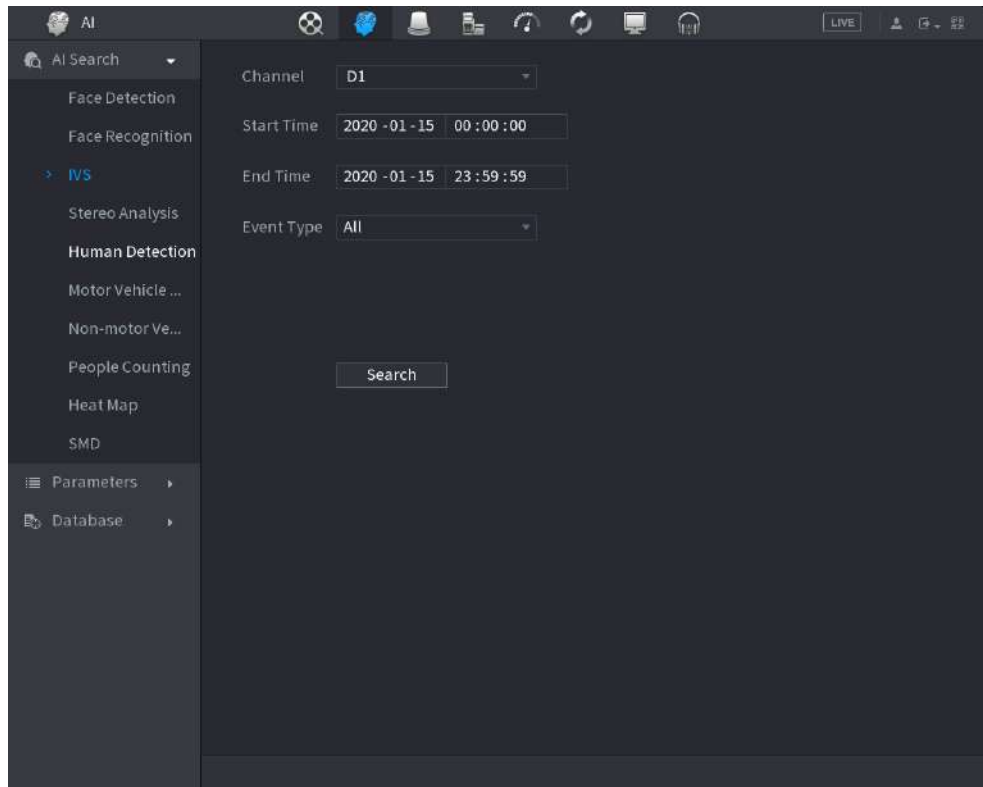 AI
LIVE
AI Search
Face Detection
Face Recognition
IVS
Stereo Analysis
Human Detection
Motor Vehicle ...
Non-motor Ve...
People Counting
Heat Map
SMD
Parameters
Database
Channel D1
Start Time 2020 -01 -15 00 :00 :00
End Time 2020 -01 -15 23 :59 :59
Event Type All
Search